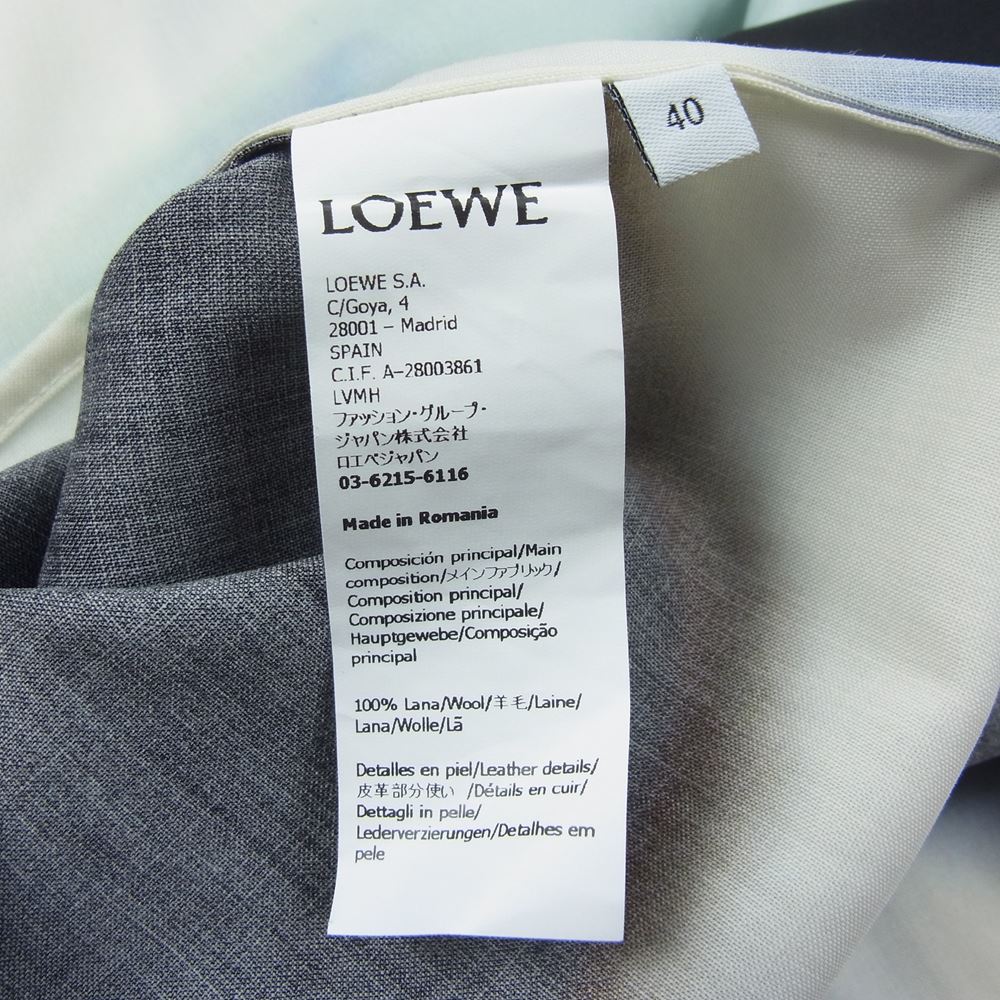 40
LOEWE
LOEWE S.A.
C/Goya, 4
28001 – Madrid
SPAIN
C.I.F. A-28003861
LVMH
ファッション・グループ・
ジャパン株式会社
ロエベジャパン
03-6215-6116
Made in Romania
Composición principal/Main
composition/メインファブリック/
Composition principal/
Composizione principale/
Hauptgewebe/Composição
principal
100% Lana/Wool/羊毛/Laine/
Lana/Wolle/Lã
Detalles en piel/Leather details/
皮革部分使い /Détails en cuir/
Dettagli in pelle/
Lederverzierungen/Detalhes em
pele